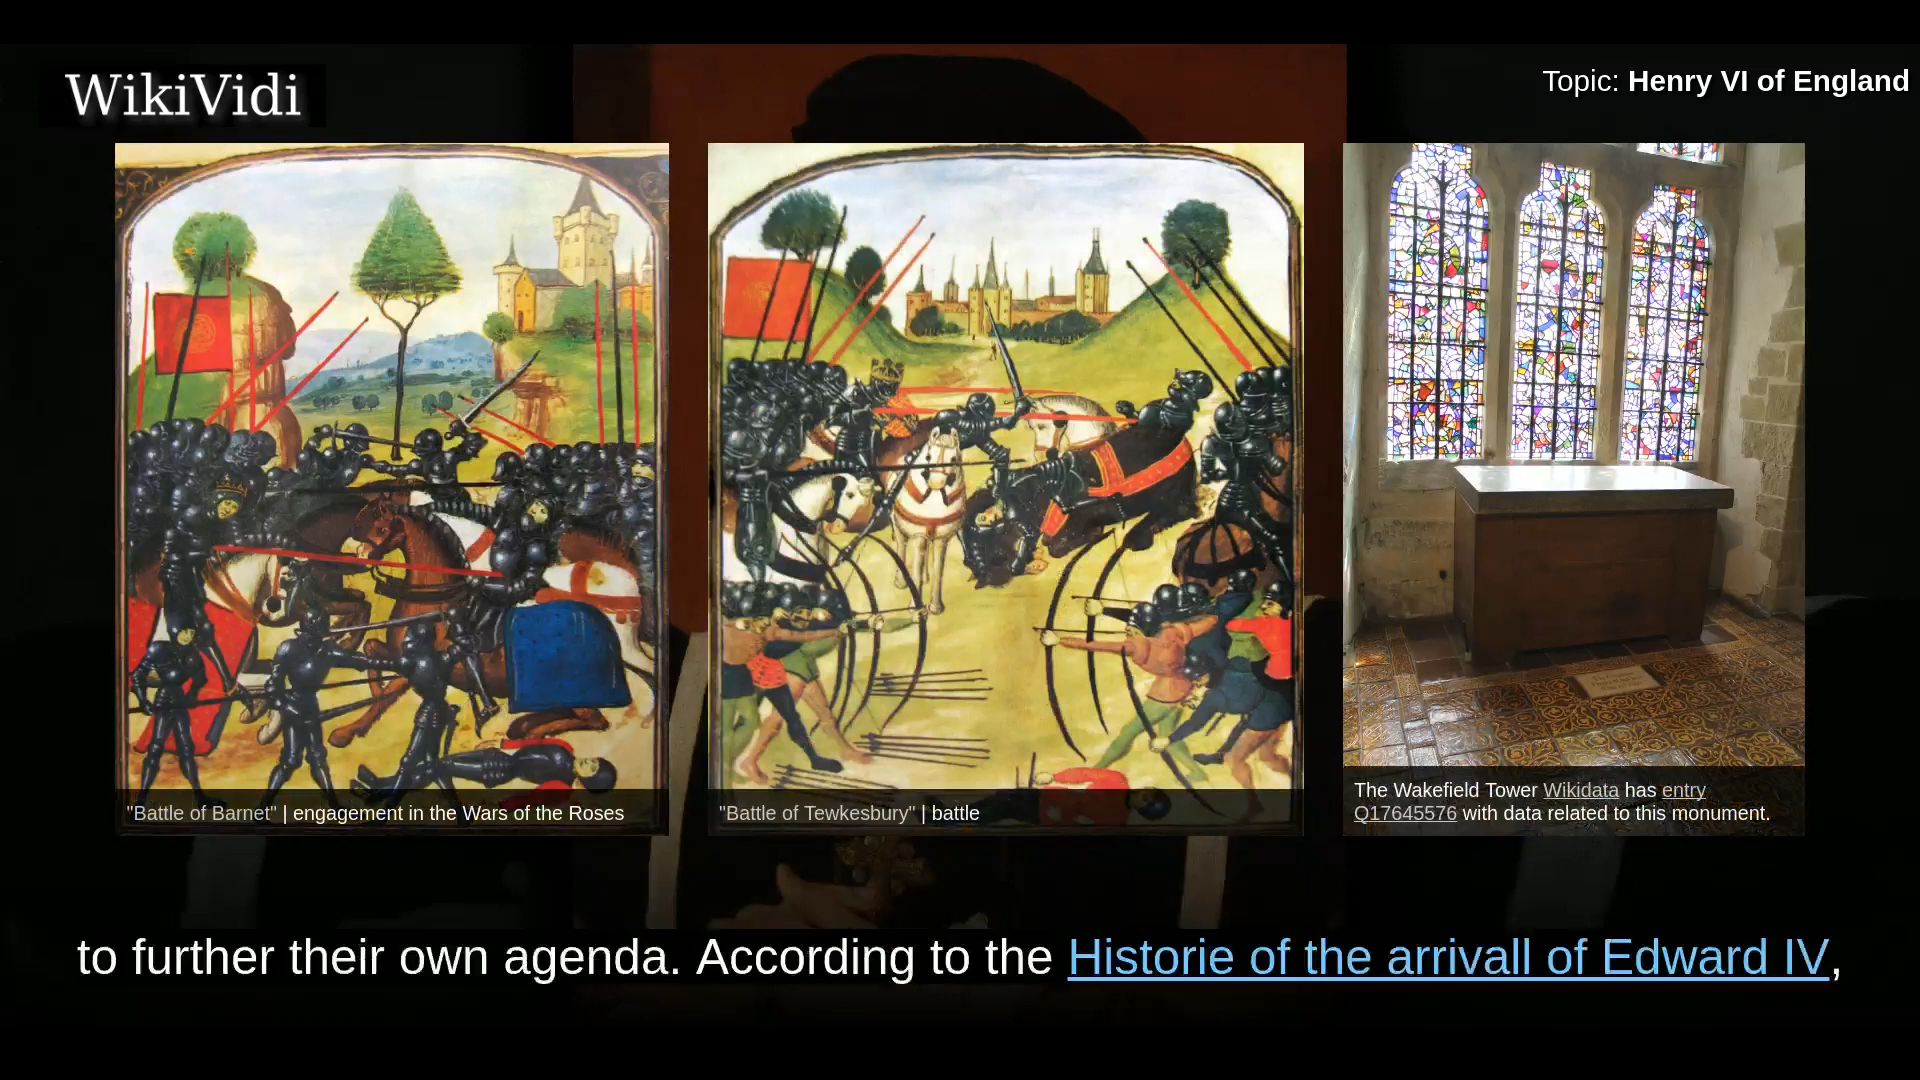 WikiVidi
Topic: Henry VI of England
"Battle of Barnet" | engagement in the Wars of the Roses
"Battle of Tewkesbury" | battle
The Wakefield Tower Wikidata has entry
Q17645576 with data related to this monument.
to further their own agenda. According to the Historie of the arrivall of Edward IV,